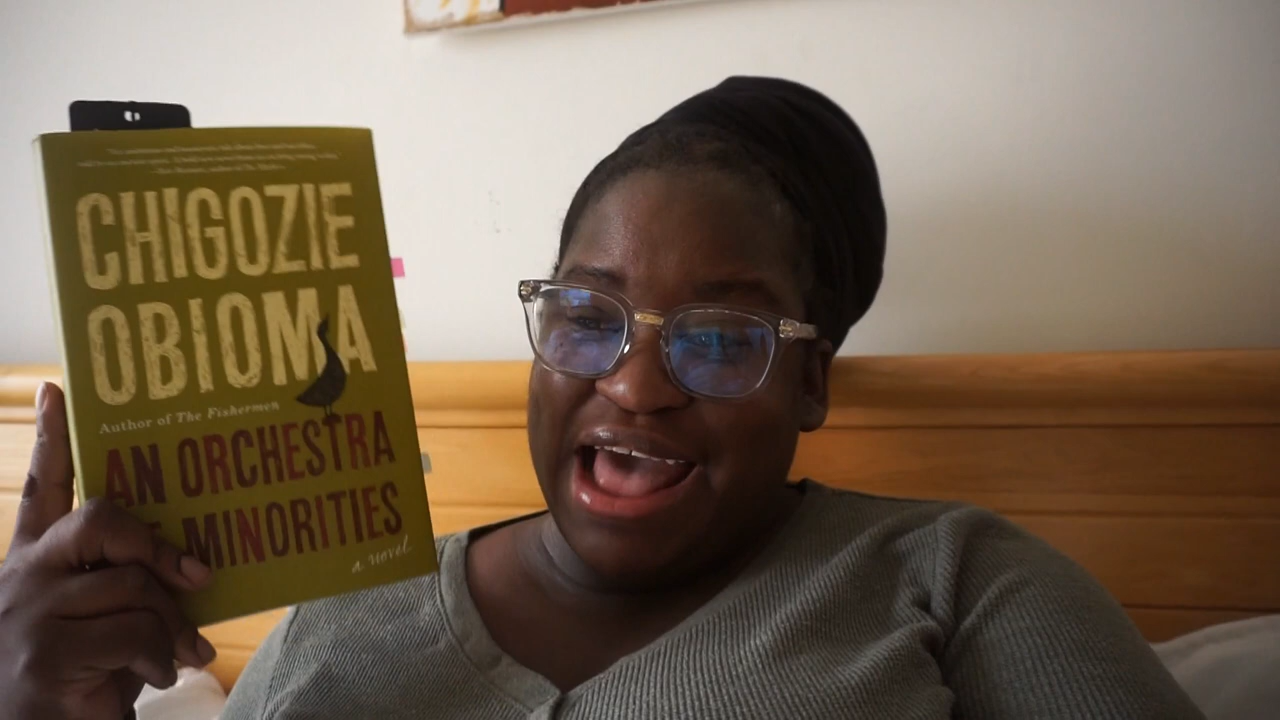 CHIGOZIE
OBIOMA
Author of The Fishermen
AN ORCHESTRA
MINORITIES
a novel